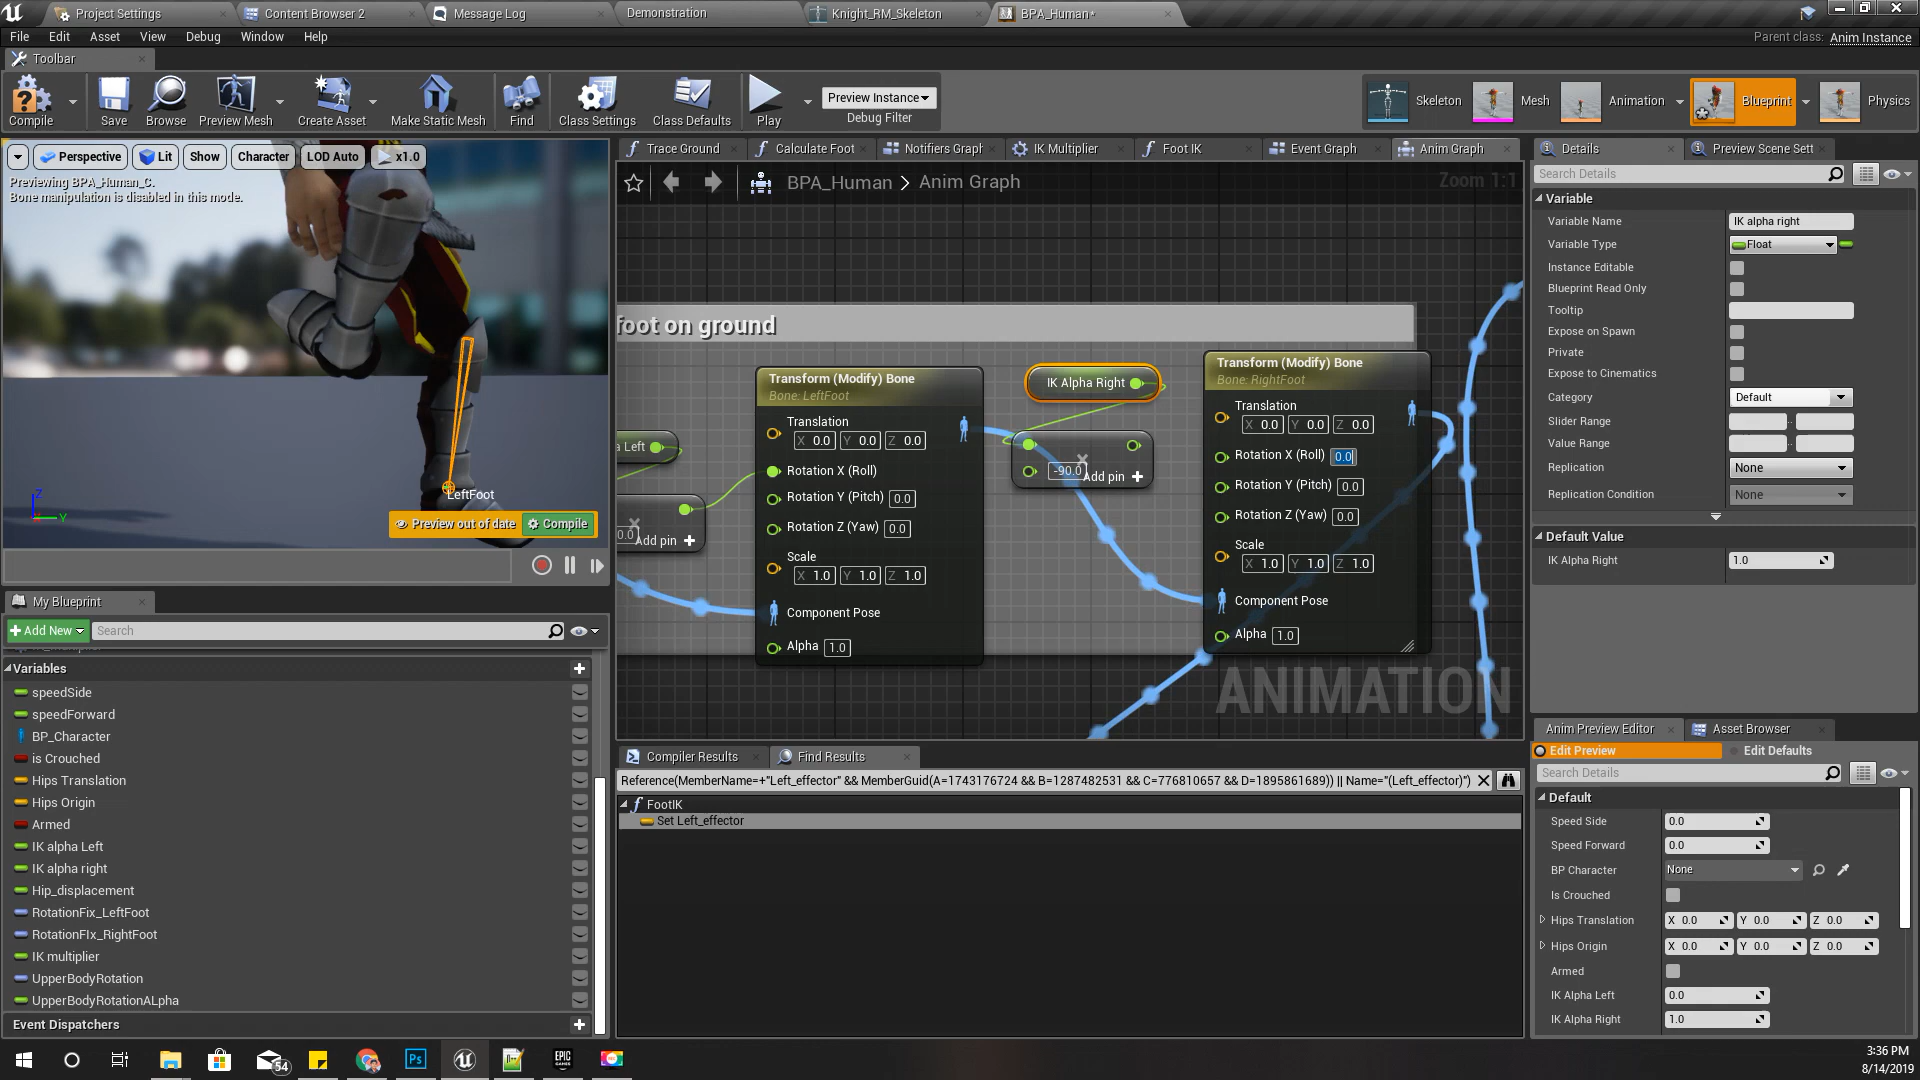 Project Settings
Content Browser 2
Message Log
Demonstration
Knight_RM_Skeleton
BPA_Human*
File Edit Asset View Debug Window Help
Parent class: Anim Instance
Toolbar
Compile
Save
Browse
Preview Mesh
Create Asset
Make Static Mesh
Find
Class Settings
Class Defaults
Play
Preview Instance
Debug Filter
Skeleton
Mesh
Animation
Blueprint
Physics
Perspective
Lit
Show
Character
LOD Auto
x1.0
Previewing BPA_Human_C.
Bone manipulation is disabled in this mode.
LeftFoot
Z
Y
Preview out of date
Compile
Trace Ground
Calculate Foot
Notifiers Graph
IK Multiplier
Foot IK
Event Graph
Anim Graph
BPA_Human > Anim Graph
Zoom 1:1
foot on ground
a Left
0.0
Add pin +
Transform (Modify) Bone
Bone: LeftFoot
Translation
X 0.0 Y 0.0 Z 0.0
Rotation X (Roll)
Rotation Y (Pitch) 0.0
Rotation Z (Yaw) 0.0
Scale
X 1.0 Y 1.0 Z 1.0
Component Pose
Alpha 1.0
IK Alpha Right
-90.0
Add pin +
Transform (Modify) Bone
Bone: RightFoot
Translation
X 0.0 Y 0.0 Z 0.0
Rotation X (Roll) 0.0
Rotation Y (Pitch) 0.0
Rotation Z (Yaw) 0.0
Scale
X 1.0 Y 1.0 Z 1.0
Component Pose
Alpha 1.0
ANIMATION
Details
Preview Scene Sett
Search Details
Variable
Variable Name IK alpha right
Variable Type Float
Instance Editable
Blueprint Read Only
Tooltip
Expose on Spawn
Private
Expose to Cinematics
Category Default
Slider Range
Value Range
Replication None
Replication Condition None
Default Value
IK Alpha Right 1.0
My Blueprint
Add New
Search
Variables
speedSide
speedForward
BP_Character
is Crouched
Hips Translation
Hips Origin
Armed
IK alpha Left
IK alpha right
Hip_displacement
RotationFix_LeftFoot
RotationFIx_RightFoot
IK multiplier
UpperBodyRotation
UpperBodyRotationALpha
Event Dispatchers
Compiler Results
Find Results
Reference(MemberName=+"Left_effector" && MemberGuid(A=1743176724 && B=1287482531 && C=776810657 && D=1895861689)) || Name="(Left_effector)")
FootIK
Set Left_effector
Anim Preview Editor
Asset Browser
Edit Preview
Edit Defaults
Search Details
Default
Speed Side 0.0
Speed Forward 0.0
BP Character None
Is Crouched
Hips Translation X 0.0 Y 0.0 Z 0.0
Hips Origin X 0.0 Y 0.0 Z 0.0
Armed
IK Alpha Left 0.0
IK Alpha Right 1.0
54
Ps
EPIC GAMES
3:36 PM
8/14/2019